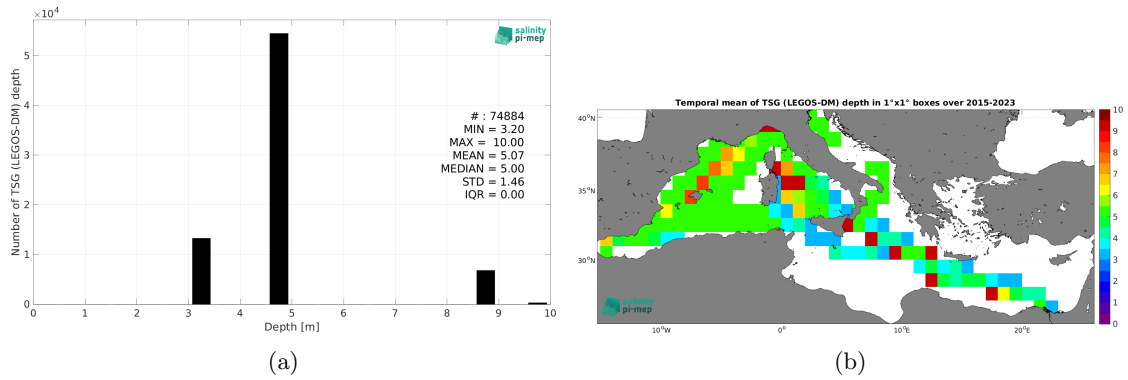 ×10⁴
salinity
pi-mep
Number of TSG (LEGOS-DM) depth
5
4
3
2
1
0
# : 74884
MIN = 3.20
MAX = 10.00
MEAN = 5.07
MEDIAN = 5.00
STD = 1.46
IQR = 0.00
0 1 2 3 4 5 6 7 8 9 10
Depth [m]
(a)
Temporal mean of TSG (LEGOS-DM) depth in 1°x1° boxes over 2015-2023
40°N
35°N
30°N
10°W 0° 10°E 20°E
salinity
pi-mep
10
9
8
7
6
5
4
3
2
1
0
(b)